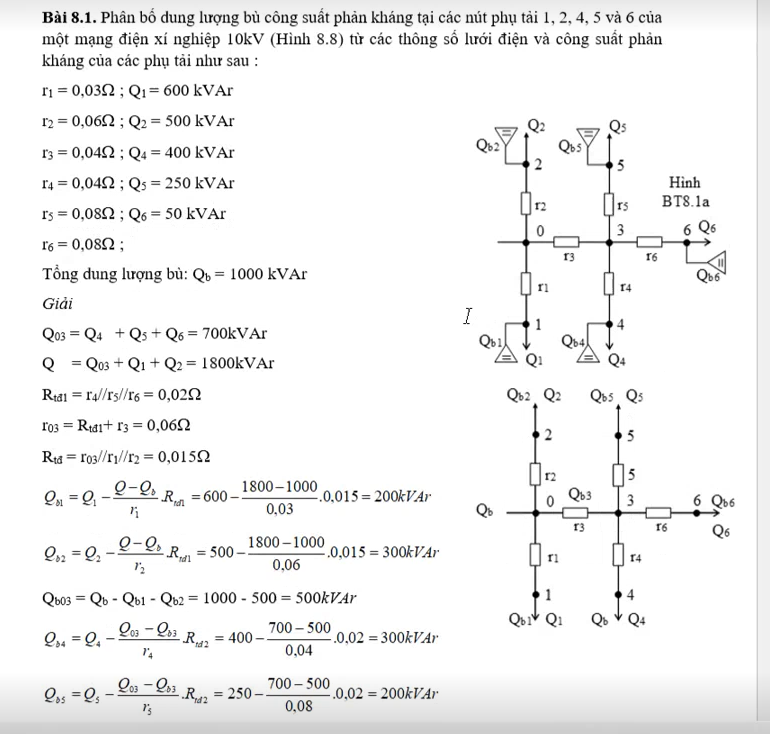 Bài 8.1. Phân bổ dung lượng bù công suất phản kháng tại các nút phụ tải 1, 2, 4, 5 và 6 của
một mạng điện xí nghiệp 10kV (Hình 8.8) từ các thông số lưới điện và công suất phản
kháng của các phụ tải như sau :
r₁ = 0,03Ω ; Q₁ = 600 kVAr
r₂ = 0,06Ω ; Q₂ = 500 kVAr
r₃ = 0,04Ω ; Q₄ = 400 kVAr
r₄ = 0,04Ω ; Q₅ = 250 kVAr
r₅ = 0,08Ω ; Q₆ = 50 kVAr
r₆ = 0,08Ω ;
Tổng dung lượng bù: Qb = 1000 kVAr
Giải
Q₀₃ = Q₄ + Q₅ + Q₆ = 700kVAr
Q = Q₀₃ + Q₁ + Q₂ = 1800kVAr
Rtđ1 = r₄//r₅//r₆ = 0,02Ω
r₀₃ = Rtđ1 + r₃ = 0,06Ω
Rtđ = r₀₃//r₁//r₂ = 0,015Ω
Qb1 = Q₁ − (Q − Qb)/r₁ .Rtđ1 = 600 − (1800 − 1000)/0,03 .0,015 = 200kVAr
Qb2 = Q₂ − (Q − Qb)/r₂ .Rtđ1 = 500 − (1800 − 1000)/0,06 .0,015 = 300kVAr
Qb03 = Qb - Qb1 - Qb2 = 1000 - 500 = 500kVAr
Qb4 = Q₄ − (Q₀₃ − Qb3)/r₄ .Rtđ2 = 400 − (700 − 500)/0,04 .0,02 = 300kVAr
Qb5 = Q₅ − (Q₀₃ − Qb3)/r₅ .Rtđ2 = 250 − (700 − 500)/0,08 .0,02 = 200kVAr
Q2 Q5
Qb2 Qb5
2 5
Hình
BT8.1a
r2 r5
0 3 6 Q6
r3 r6
Qb6
r1 r4
1 4
Qb1 Qb4
Q1 Q4
Qb2 Q2 Qb5 Q5
2 5
r2 5
Qb 0 Qb3 3 6 Qb6
r3 r6 Q6
r1 r4
1 4
Qb1 Q1 Qb Q4